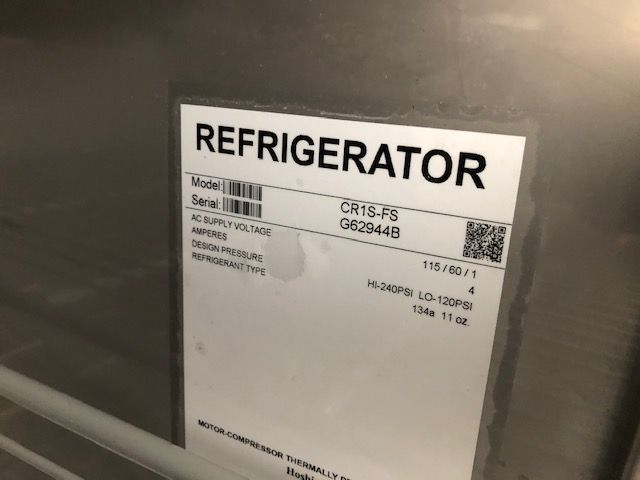 REFRIGERATOR
Model: CR1S-FS
Serial: G62944B
AC SUPPLY VOLTAGE 115 / 60 / 1
AMPERES 4
DESIGN PRESSURE HI-240PSI LO-120PSI
REFRIGERANT TYPE 134a 11 oz.
MOTOR-COMPRESSOR THERMALLY